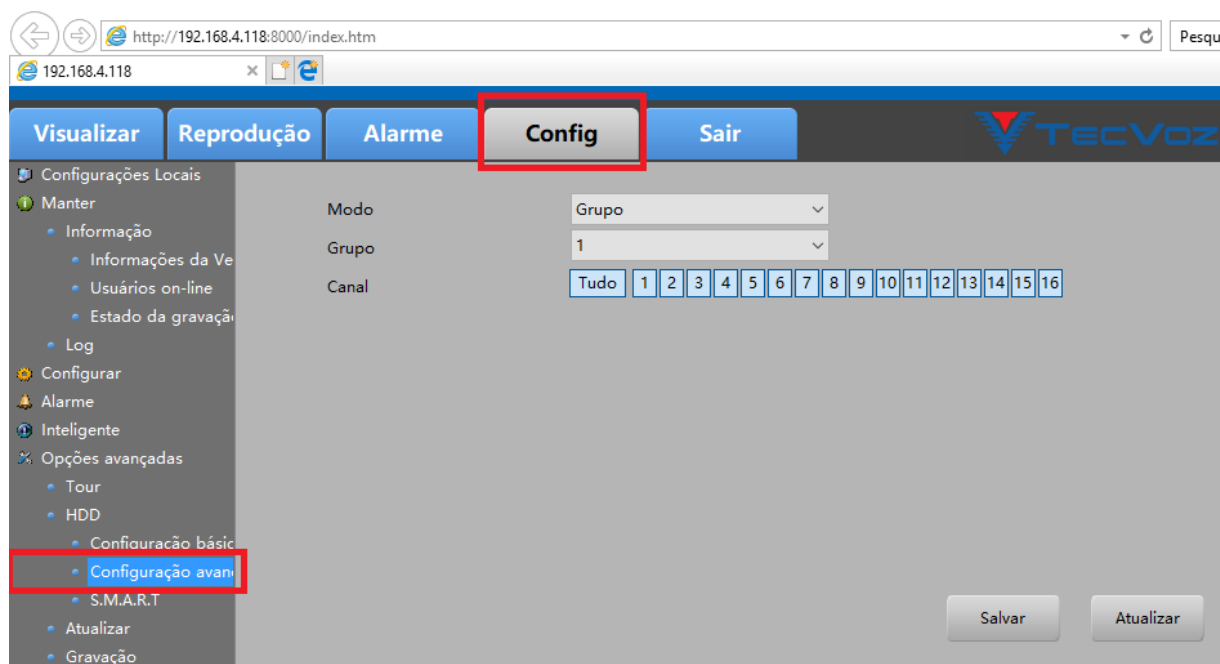 http://192.168.4.118:8000/index.htm
Pesqu
192.168.4.118
Visualizar Reprodução Alarme Config Sair
TECVOZ
Configurações Locais
Manter
Informação
Informações da Ve
Usuários on-line
Estado da gravaçã
Log
Configurar
Alarme
Inteligente
Opções avançadas
Tour
HDD
Configuração básic
Configuração avan
S.M.A.R.T
Atualizar
Gravação
Modo Grupo
Grupo 1
Canal Tudo 1 2 3 4 5 6 7 8 9 10 11 12 13 14 15 16
Salvar Atualizar